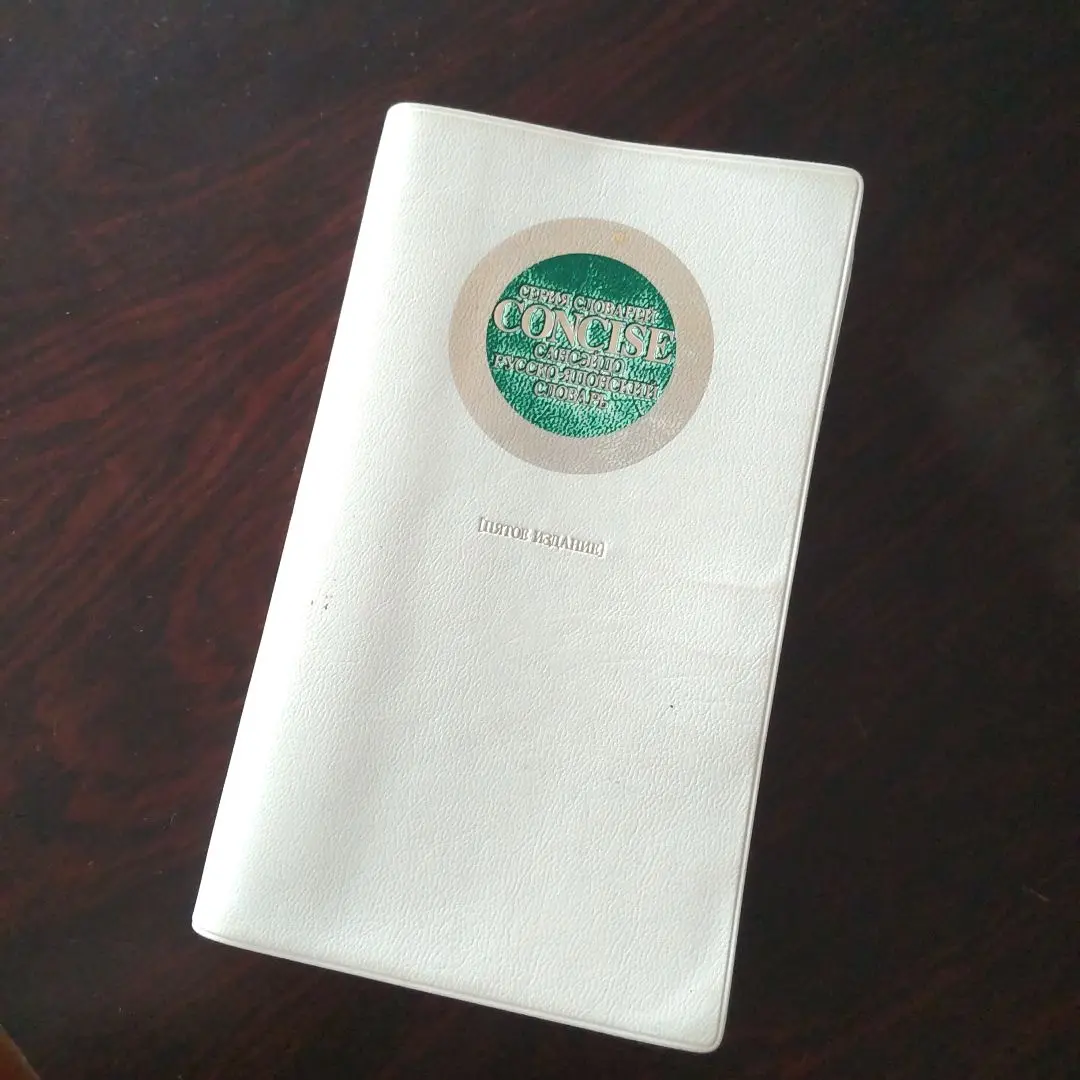 СЕРИЯ СЛОВАРЕЙ
CONCISE
САНСЭЙДО
РУССКО-ЯПОНСКИЙ
СЛОВАРЬ
[ПЯТОЕ ИЗДАНИЕ]